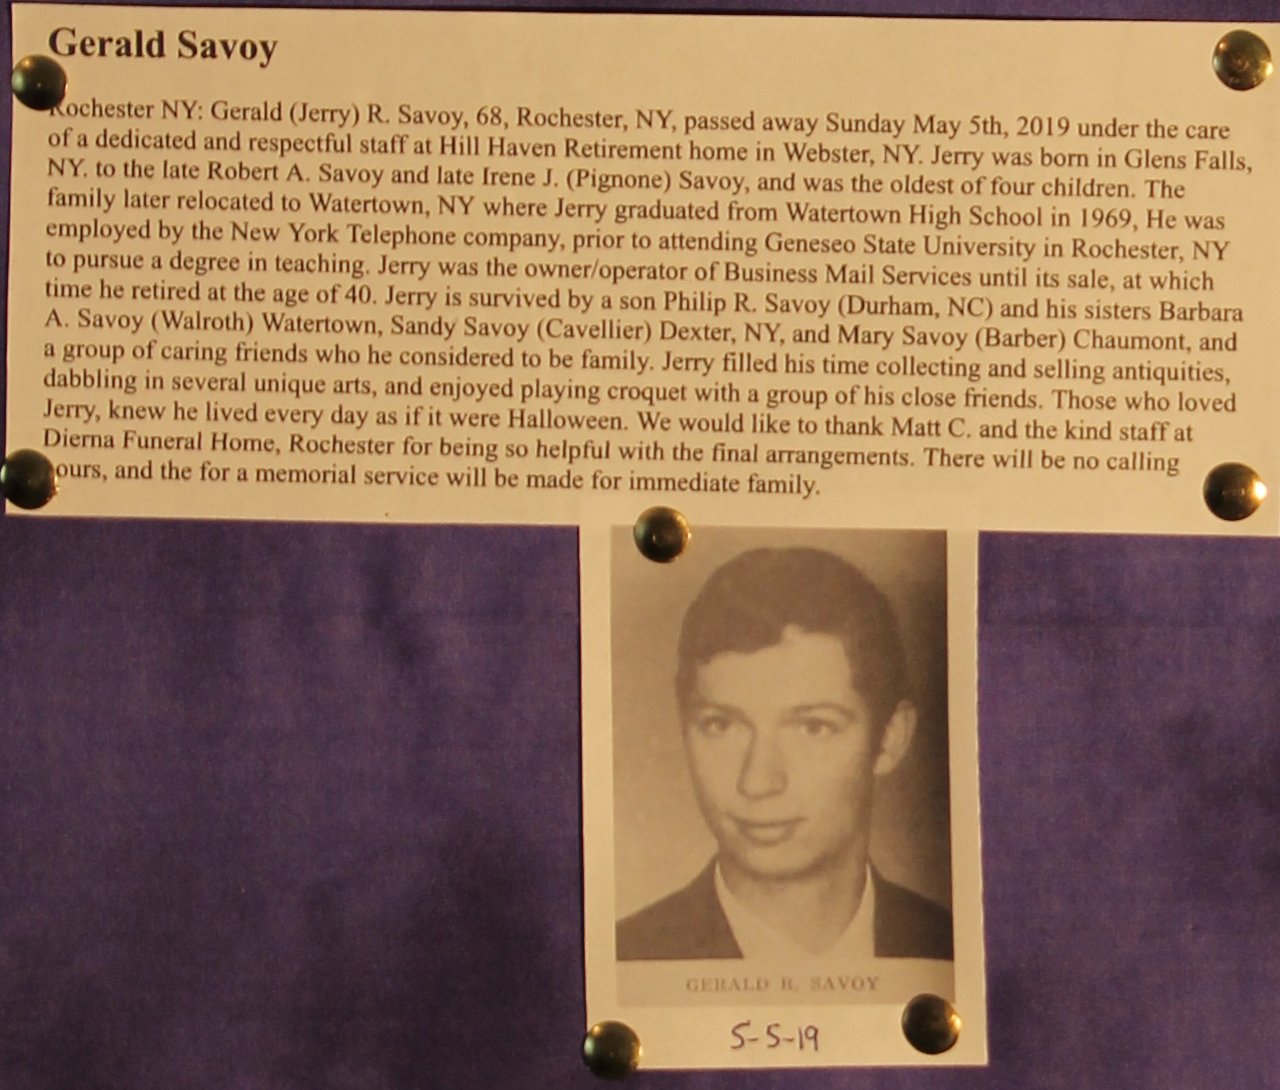 Gerald Savoy
Rochester NY: Gerald (Jerry) R. Savoy, 68, Rochester, NY, passed away Sunday May 5th, 2019 under the care
of a dedicated and respectful staff at Hill Haven Retirement home in Webster, NY. Jerry was born in Glens Falls,
NY. to the late Robert A. Savoy and late Irene J. (Pignone) Savoy, and was the oldest of four children. The
family later relocated to Watertown, NY where Jerry graduated from Watertown High School in 1969, He was
employed by the New York Telephone company, prior to attending Geneseo State University in Rochester, NY
to pursue a degree in teaching. Jerry was the owner/operator of Business Mail Services until its sale, at which
time he retired at the age of 40. Jerry is survived by a son Philip R. Savoy (Durham, NC) and his sisters Barbara
A. Savoy (Walroth) Watertown, Sandy Savoy (Cavellier) Dexter, NY, and Mary Savoy (Barber) Chaumont, and
a group of caring friends who he considered to be family. Jerry filled his time collecting and selling antiquities,
dabbling in several unique arts, and enjoyed playing croquet with a group of his close friends. Those who loved
Jerry, knew he lived every day as if it were Halloween. We would like to thank Matt C. and the kind staff at
Dierna Funeral Home, Rochester for being so helpful with the final arrangements. There will be no calling
ours, and the for a memorial service will be made for immediate family.
GERALD R. SAVOY
5-5-19